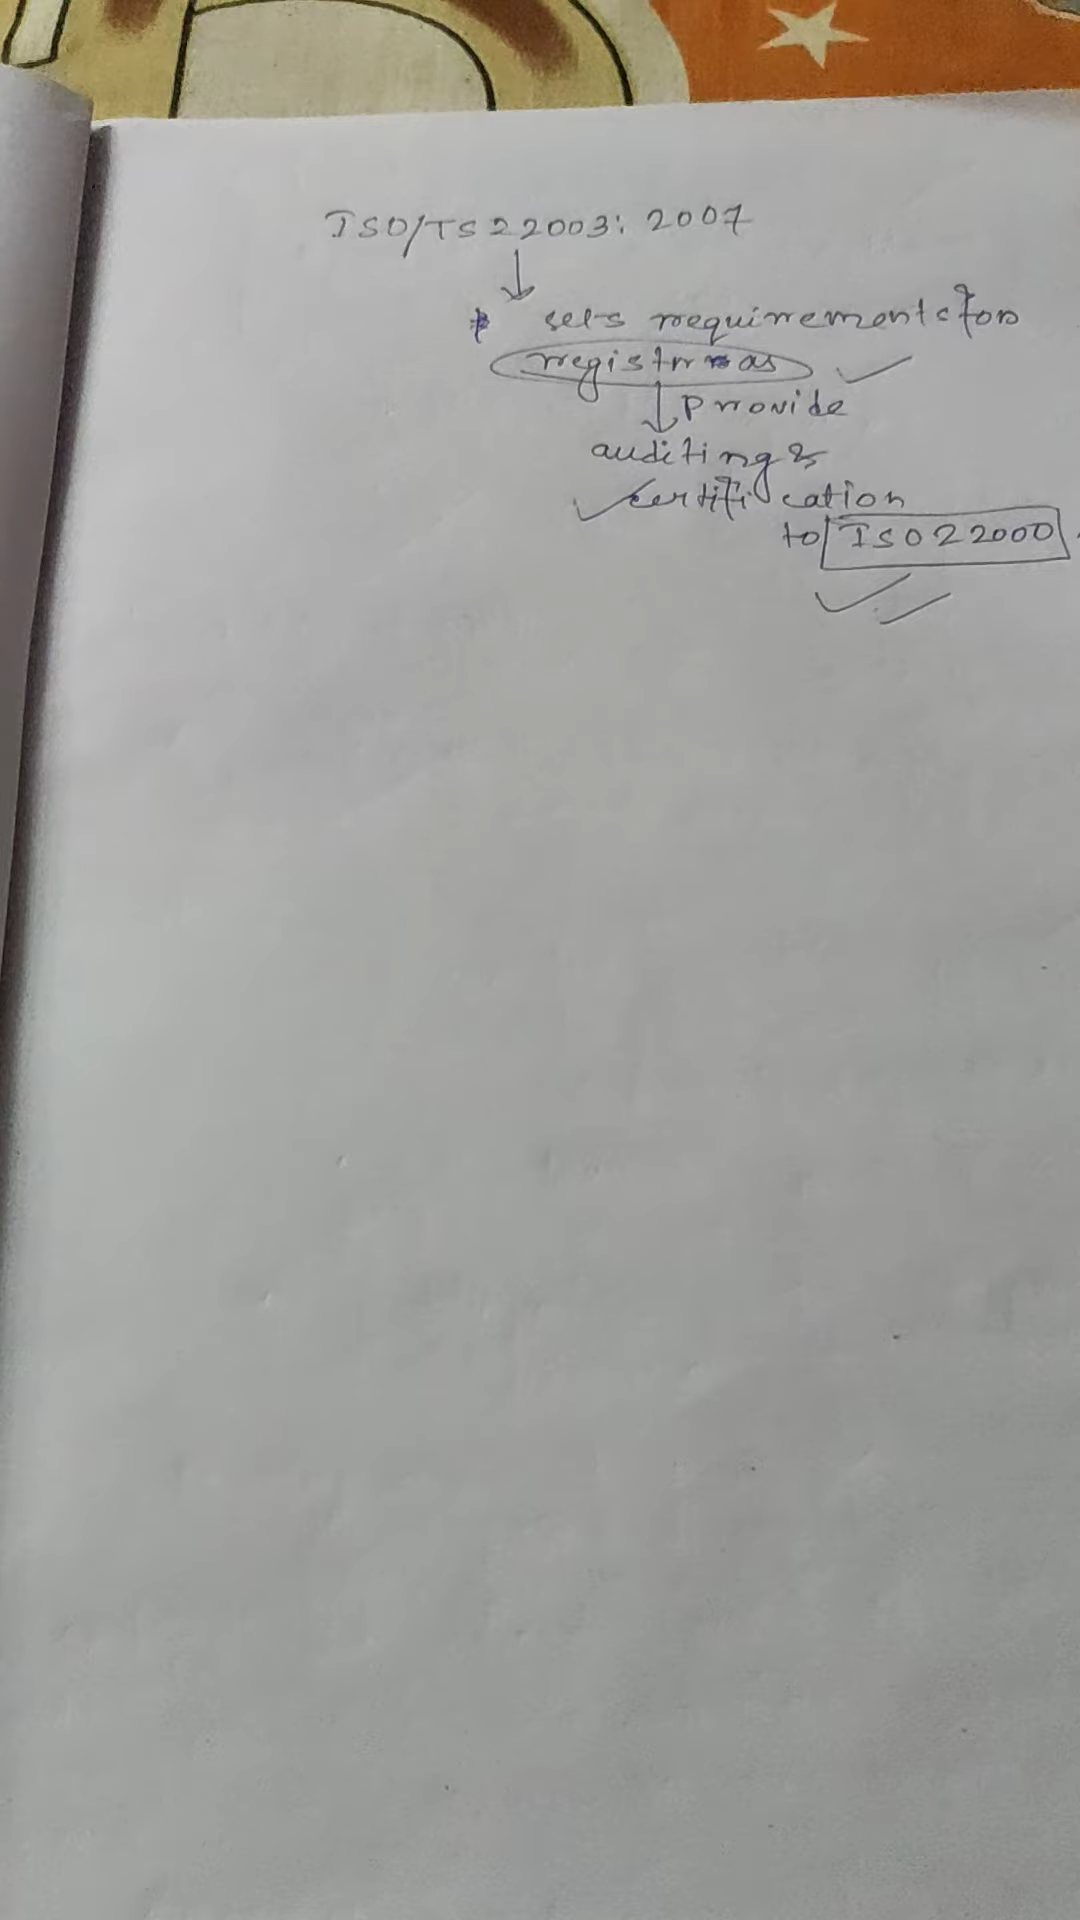 ISO/TS 22003: 2007
sets requirements for
registras
provide
auditing &
certification
to ISO 22000.